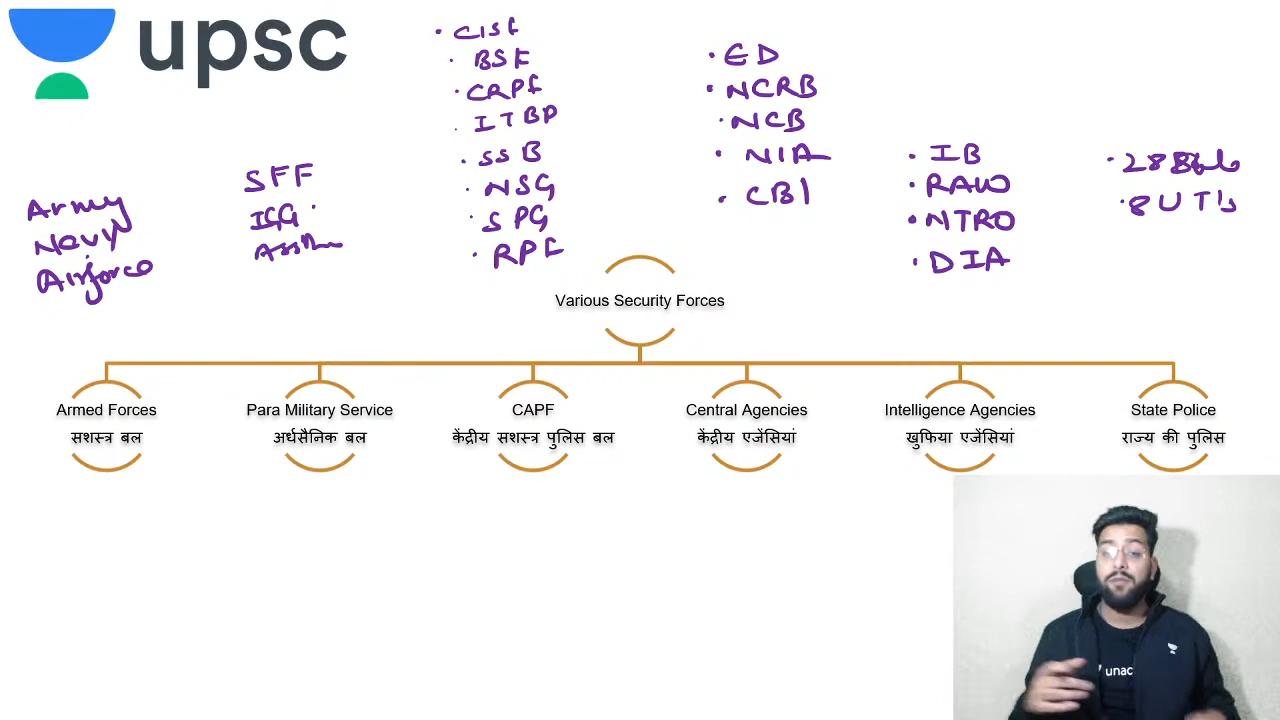 upsc
Army
Navy
Airforce
SFF
ICG
• CISF
• BSF
• CRPF
• ITBP
• SSB
• NSG
• SPG
• RPF
• ED
• NCRB
• NCB
• NIA
• CBI
• IB
• RAW
• NTRO
• DIA
• 28
• 8 UT's
Various Security Forces
Armed Forces
सशस्त्र बल
Para Military Service
अर्धसैनिक बल
CAPF
केंद्रीय सशस्त्र पुलिस बल
Central Agencies
केंद्रीय एजेंसियां
Intelligence Agencies
खुफिया एजेंसियां
State Police
राज्य की पुलिस
unac